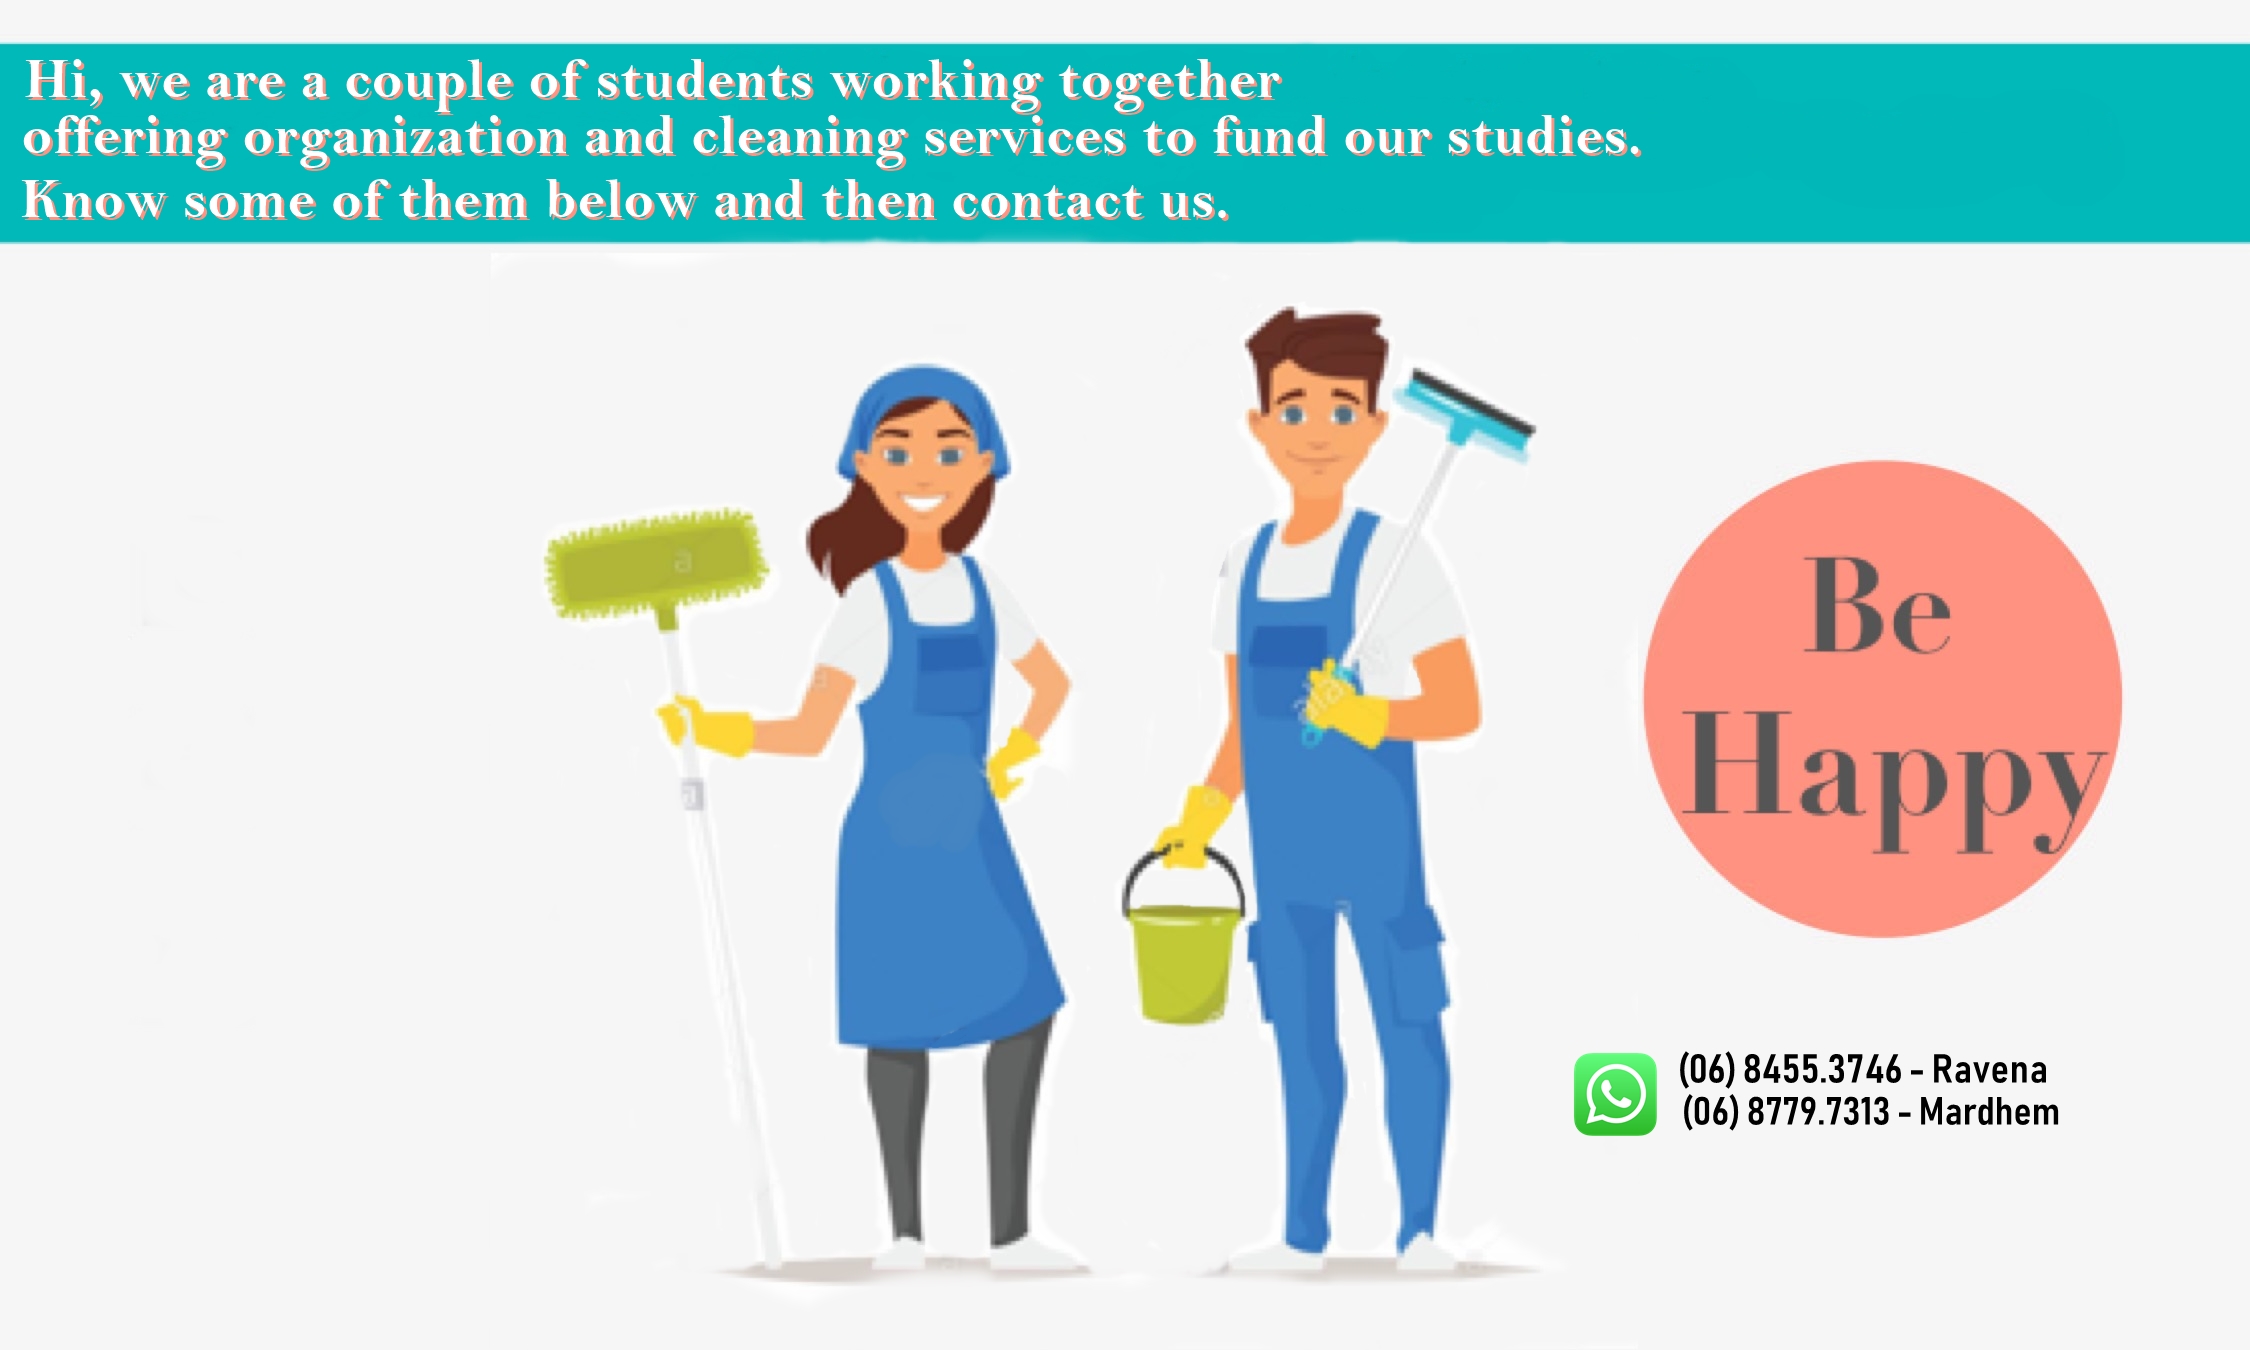 Hi, we are a couple of students working together
offering organization and cleaning services to fund our studies.
Know some of them below and then contact us.
Be
Happy
(06) 8455.3746 - Ravena
(06) 8779.7313 - Mardhem